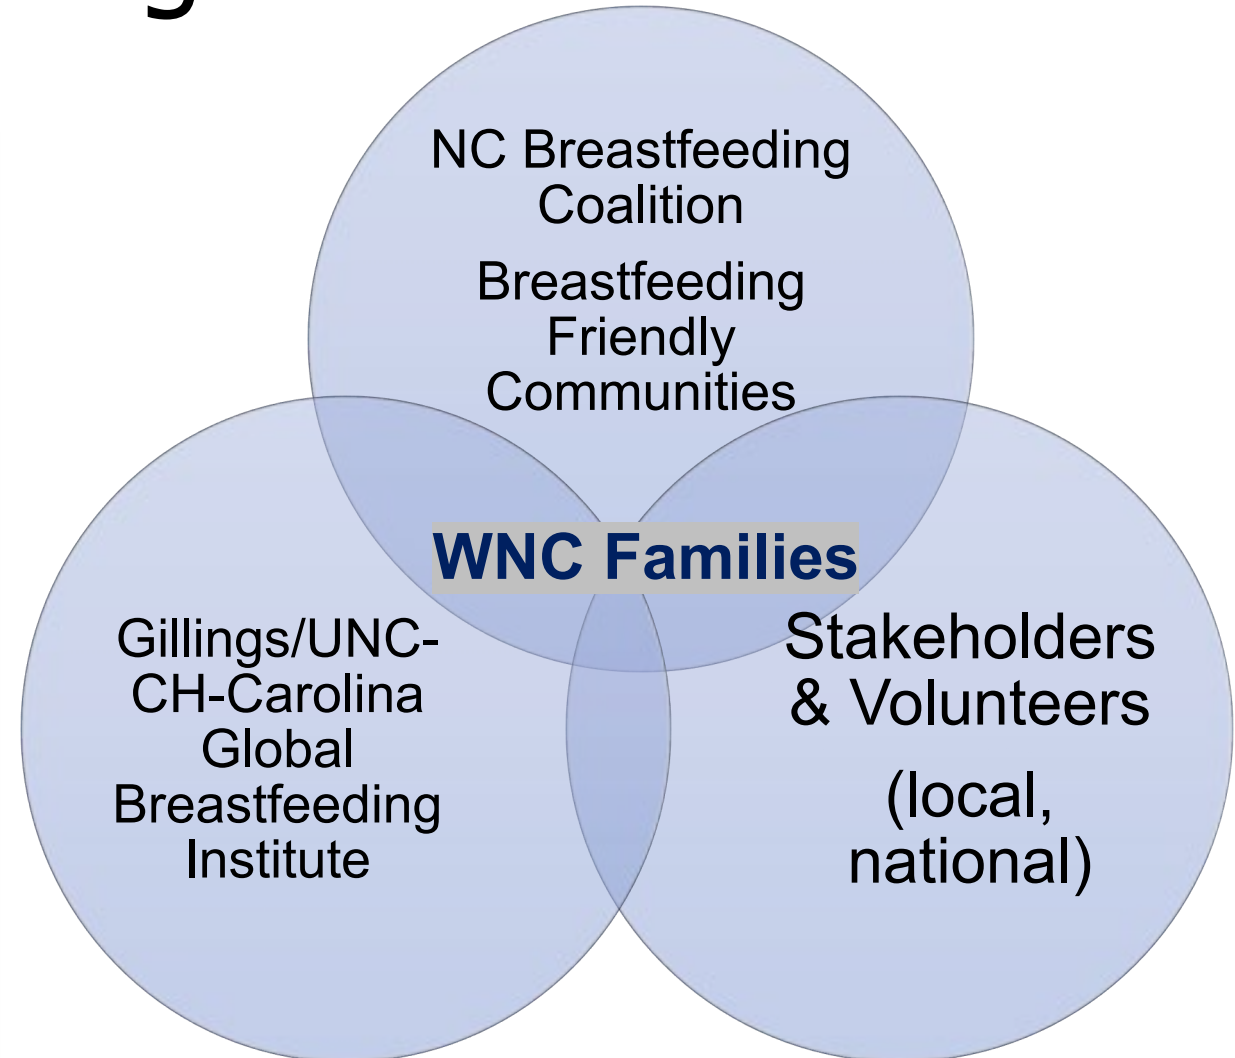 g
NC Breastfeeding
Coalition
Breastfeeding
Friendly
Communities
WNC Families
Gillings/UNC-
CH-Carolina
Global
Breastfeeding
Institute
Stakeholders
& Volunteers
(local,
national)